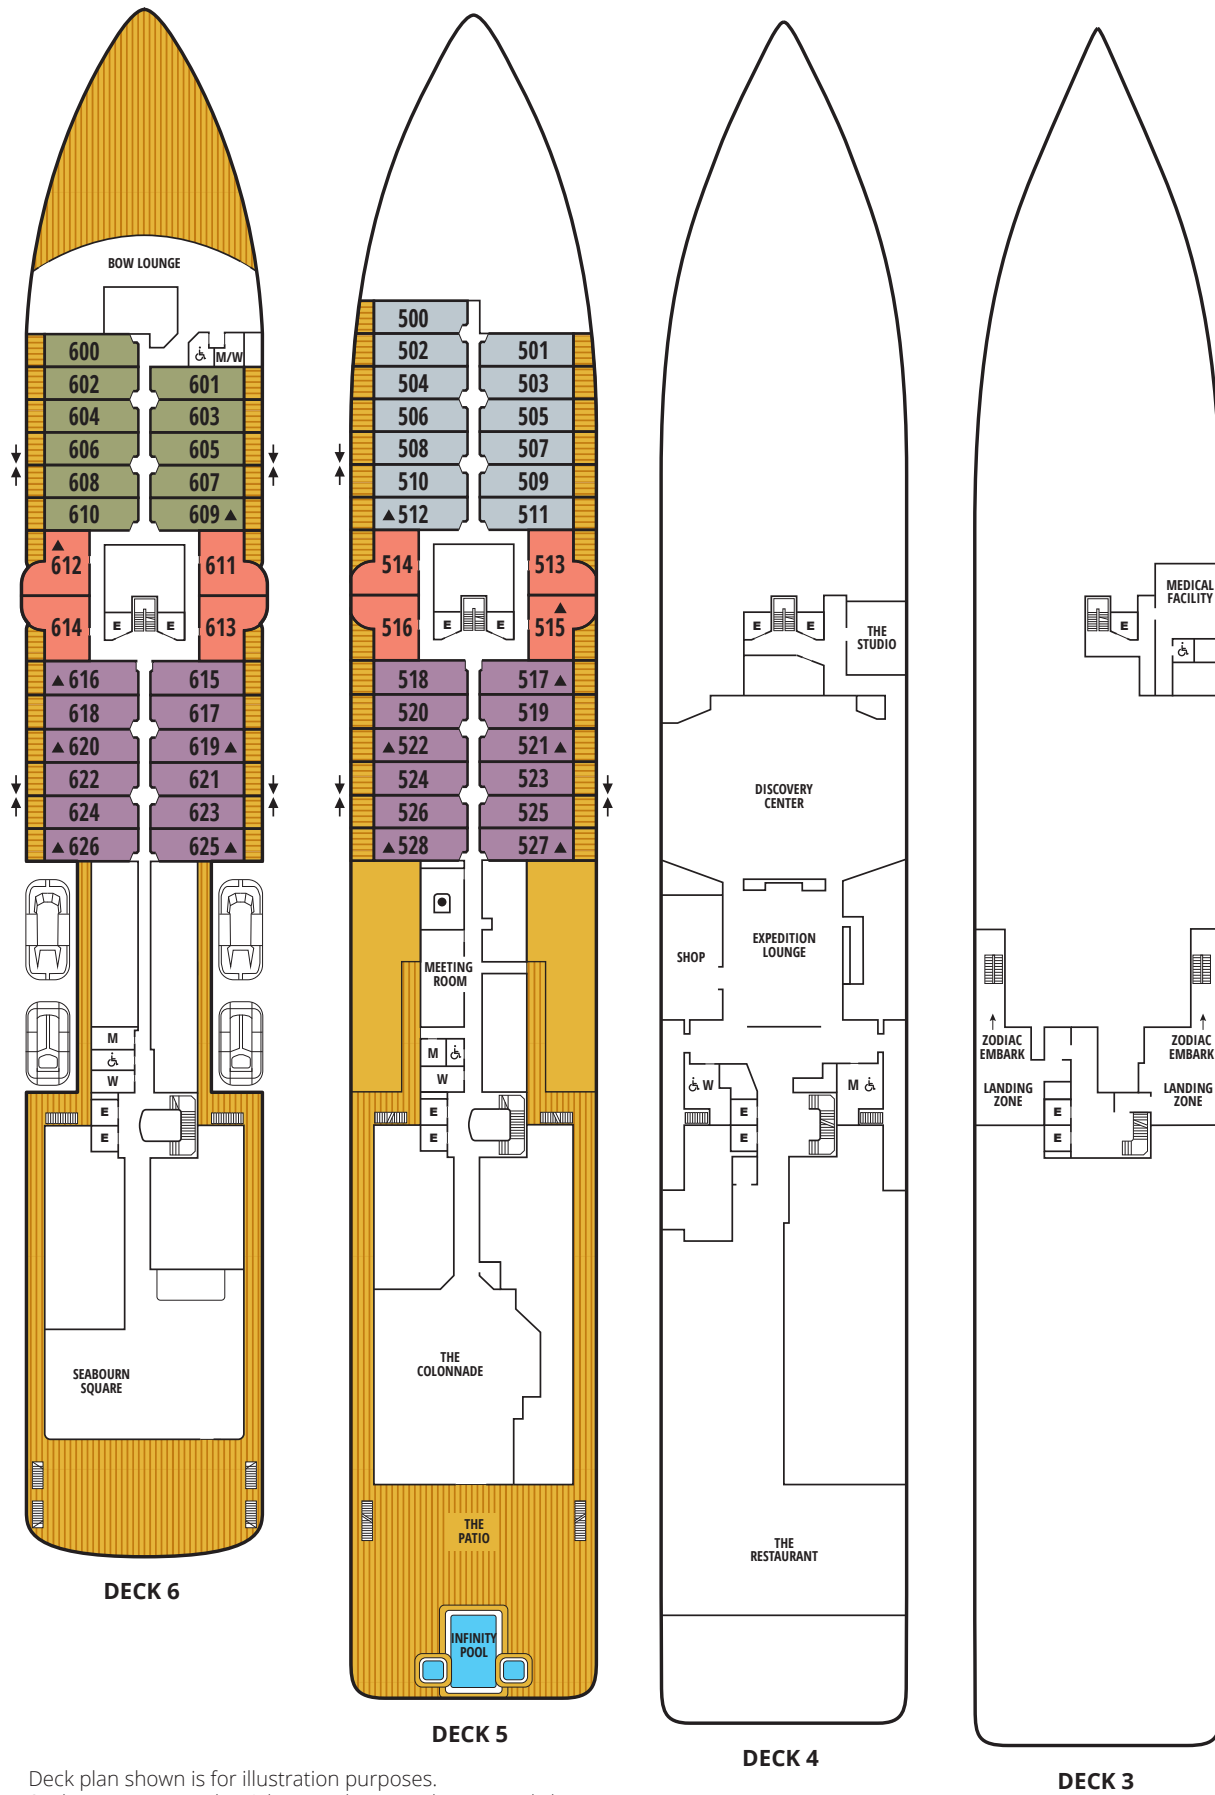 BOW LOUNGE
M/W
600
602
601
604
603
606
605
608
607
610
609
612
611
614
613
E
E
616
615
618
617
620
619
622
621
624
623
626
625
M
W
E
E
SEABOURN
SQUARE
DECK 6
500
502
501
504
503
506
505
508
507
510
509
512
511
514
513
516
515
E
E
518
517
520
519
522
521
524
523
526
525
528
527
MEETING
ROOM
M
W
E
E
THE
COLONNADE
THE
PATIO
INFINITY
POOL
DECK 5
E
E
THE
STUDIO
DISCOVERY
CENTER
SHOP
EXPEDITION
LOUNGE
W
M
E
E
THE
RESTAURANT
DECK 4
MEDICAL
FACILITY
E
ZODIAC
EMBARK
ZODIAC
EMBARK
LANDING
ZONE
LANDING
ZONE
E
E
DECK 3
Deck plan shown is for illustration purposes.